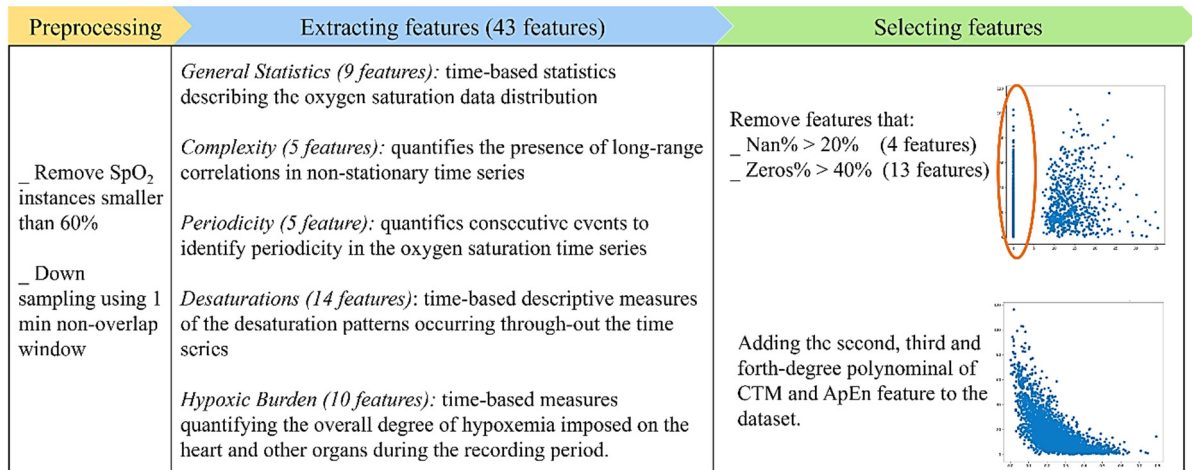 Preprocessing
Extracting features (43 features)
Selecting features
_ Remove SpO₂
instances smaller
than 60%
_ Down
sampling using 1
min non-overlap
window
General Statistics (9 features): time-based statistics
describing the oxygen saturation data distribution
Complexity (5 features): quantifies the presence of long-range
correlations in non-stationary time series
Periodicity (5 feature): quantifies consecutive events to
identify periodicity in the oxygen saturation time series
Desaturations (14 features): time-based descriptive measures
of the desaturation patterns occurring through-out the time
series
Hypoxic Burden (10 features): time-based measures
quantifying the overall degree of hypoxemia imposed on the
heart and other organs during the recording period.
Remove features that:
_ Nan% > 20% (4 features)
_ Zeros% > 40% (13 features)
Adding the second, third and
forth-degree polynominal of
CTM and ApEn feature to the
dataset.